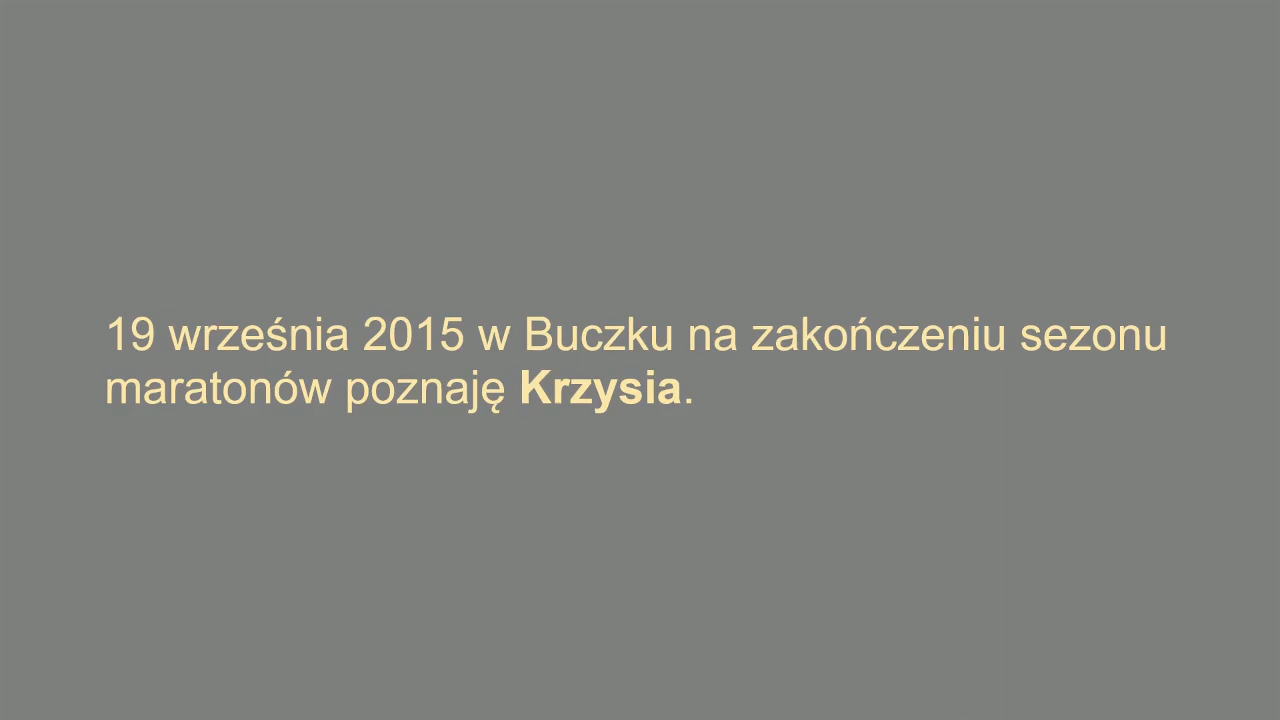 19 września 2015 w Buczku na zakończeniu sezonu
maratonów poznaję Krzysia.